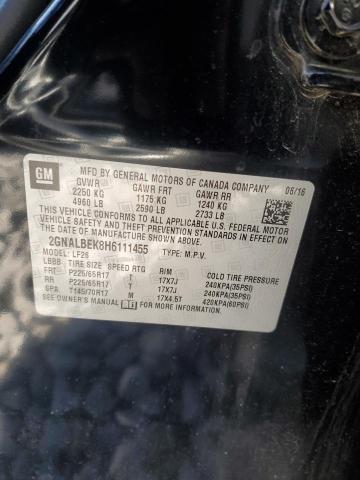 GM
MFD BY GENERAL MOTORS OF CANADA COMPANY 06/16
GVWR GAWR FRT GAWR RR
2250 KG 1175 KG 1240 KG
4960 LB 2590 LB 2733 LB
THIS VEHICLE CONFORMS TO ALL APPLICABLE U.S. FEDERAL MOTOR
VEHICLE SAFETY, BUMPER, AND THEFT PREVENTION STANDARDS IN EFFECT ON
THE DATE OF MANUFACTURE SHOWN ABOVE.
2GNALBEK8H6111455 TYPE: M.P.V.
MODEL: LF26
LBBB TIRE SIZE SPEED RTG RIM COLD TIRE PRESSURE
FRT P225/65R17 T 17X7J 240KPA(35PSI)
RR P225/65R17 T 17X7J 240KPA(35PSI)
SPA T145/70R17 M 17X4.5T 420KPA(60PSI)
SEE OWNER'S MANUAL FOR MORE INFORMATION.